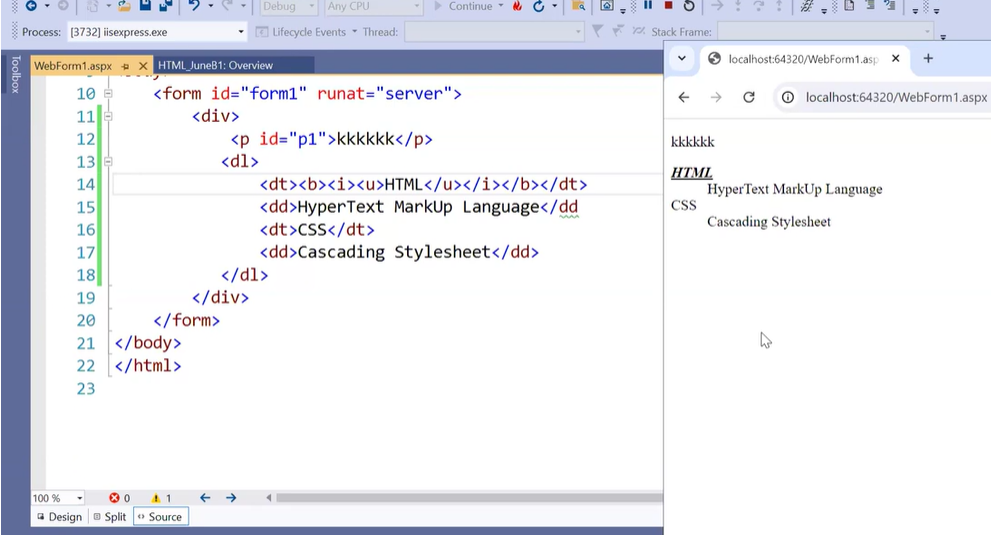 Debug
Any CPU
Continue
Process: [3732] iisexpress.exe
Lifecycle Events
Thread:
Stack Frame:
Toolbox
WebForm1.aspx
HTML_JuneB1: Overview
10 <form id="form1" runat="server">
11 <div>
12 <p id="p1">kkkkkk</p>
13 <dl>
14 <dt><b><i><u>HTML</u></i></b></dt>
15 <dd>HyperText MarkUp Language</dd
16 <dt>CSS</dt>
17 <dd>Cascading Stylesheet</dd>
18 </dl>
19 </div>
20 </form>
21 </body>
22 </html>
23
100 %
0
1
Design
Split
Source
localhost:64320/WebForm1.asp
localhost:64320/WebForm1.aspx
kkkkkk
HTML
HyperText MarkUp Language
CSS
Cascading Stylesheet